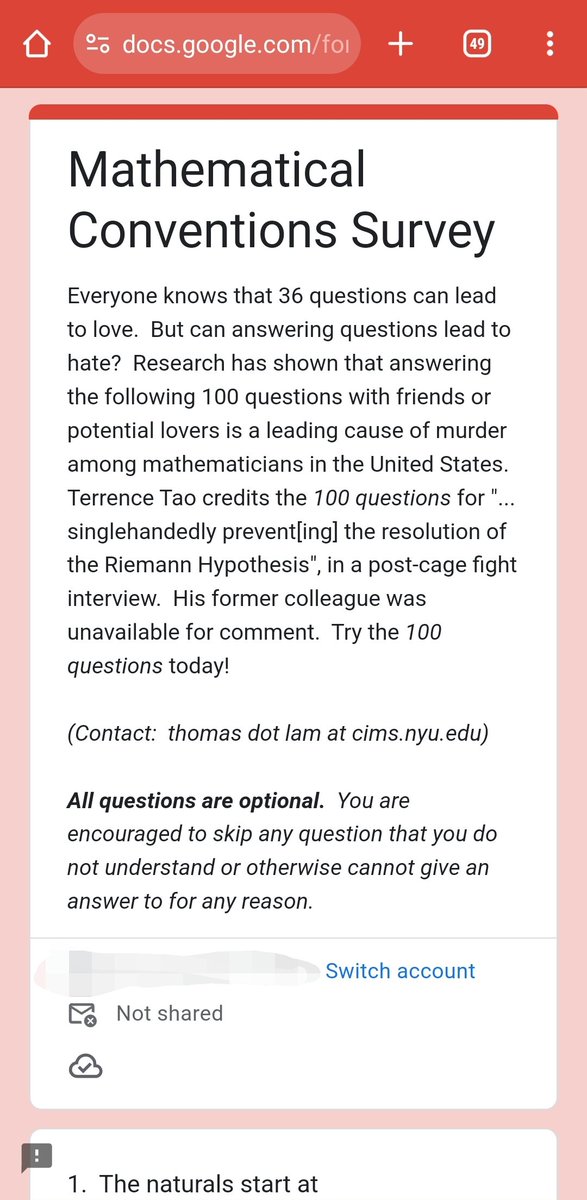 docs.google.com/for
49
Mathematical
Conventions Survey
Everyone knows that 36 questions can lead
to love.  But can answering questions lead to
hate?  Research has shown that answering
the following 100 questions with friends or
potential lovers is a leading cause of murder
among mathematicians in the United States.
Terrence Tao credits the 100 questions for "...
singlehandedly prevent[ing] the resolution of
the Riemann Hypothesis", in a post-cage fight
interview.  His former colleague was
unavailable for comment.  Try the 100
questions today!
(Contact:  thomas dot lam at cims.nyu.edu)
All questions are optional.  You are
encouraged to skip any question that you do
not understand or otherwise cannot give an
answer to for any reason.
Switch account
Not shared
1.  The naturals start at